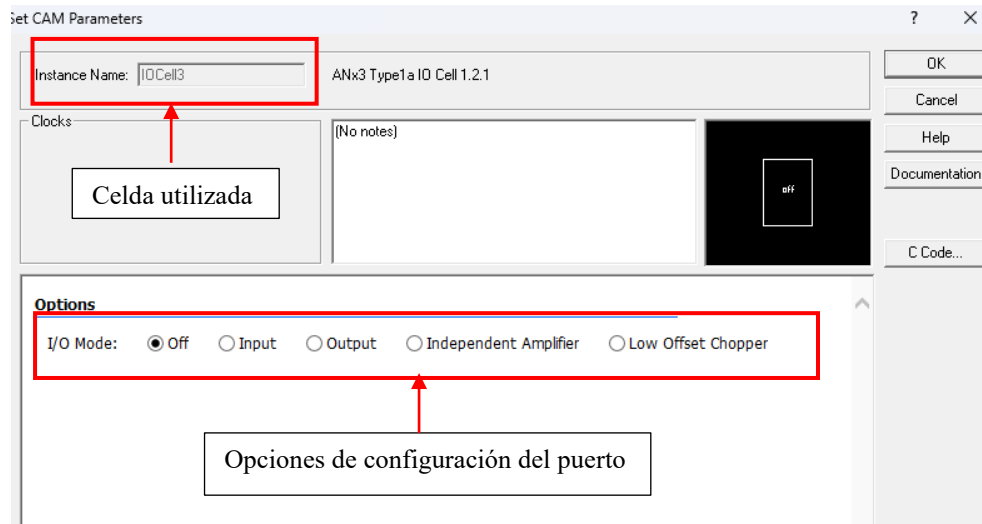 Set CAM Parameters
?
Instance Name: IOCell3
ANx3 Type1a IO Cell 1.2.1
OK
Cancel
Clocks
(No notes)
Help
Documentation
Celda utilizada
off
C Code...
Options
I/O Mode: Off Input Output Independent Amplifier Low Offset Chopper
Opciones de configuración del puerto